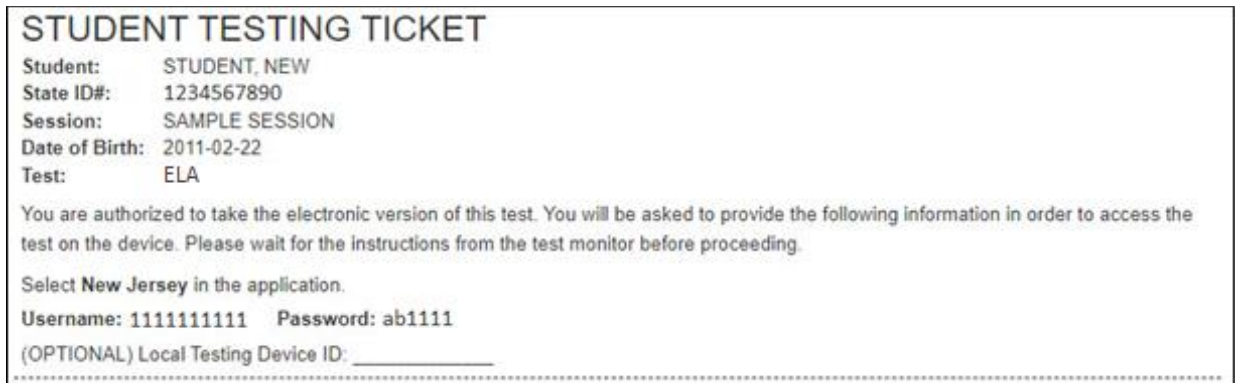 STUDENT TESTING TICKET
Student: STUDENT, NEW
State ID#: 1234567890
Session: SAMPLE SESSION
Date of Birth: 2011-02-22
Test: ELA
You are authorized to take the electronic version of this test. You will be asked to provide the following information in order to access the
test on the device. Please wait for the instructions from the test monitor before proceeding.
Select New Jersey in the application.
Username: 1111111111 Password: ab1111
(OPTIONAL) Local Testing Device ID: ______________